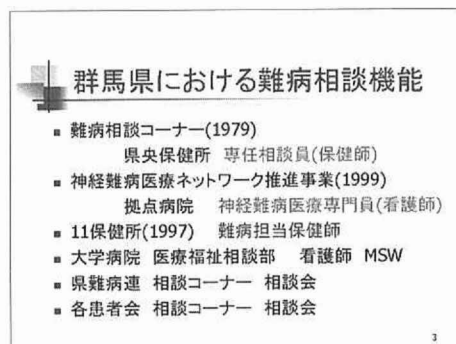 群馬県における難病相談機能
■ 難病相談コーナー(1979)
県央保健所 専任相談員(保健師)
■ 神経難病医療ネットワーク推進事業(1999)
拠点病院 神経難病医療専門員(看護師)
■ 11保健所(1997) 難病担当保健師
■ 大学病院 医療福祉相談部 看護師 MSW
■ 県難病連 相談コーナー 相談会
■ 各患者会 相談コーナー 相談会
3